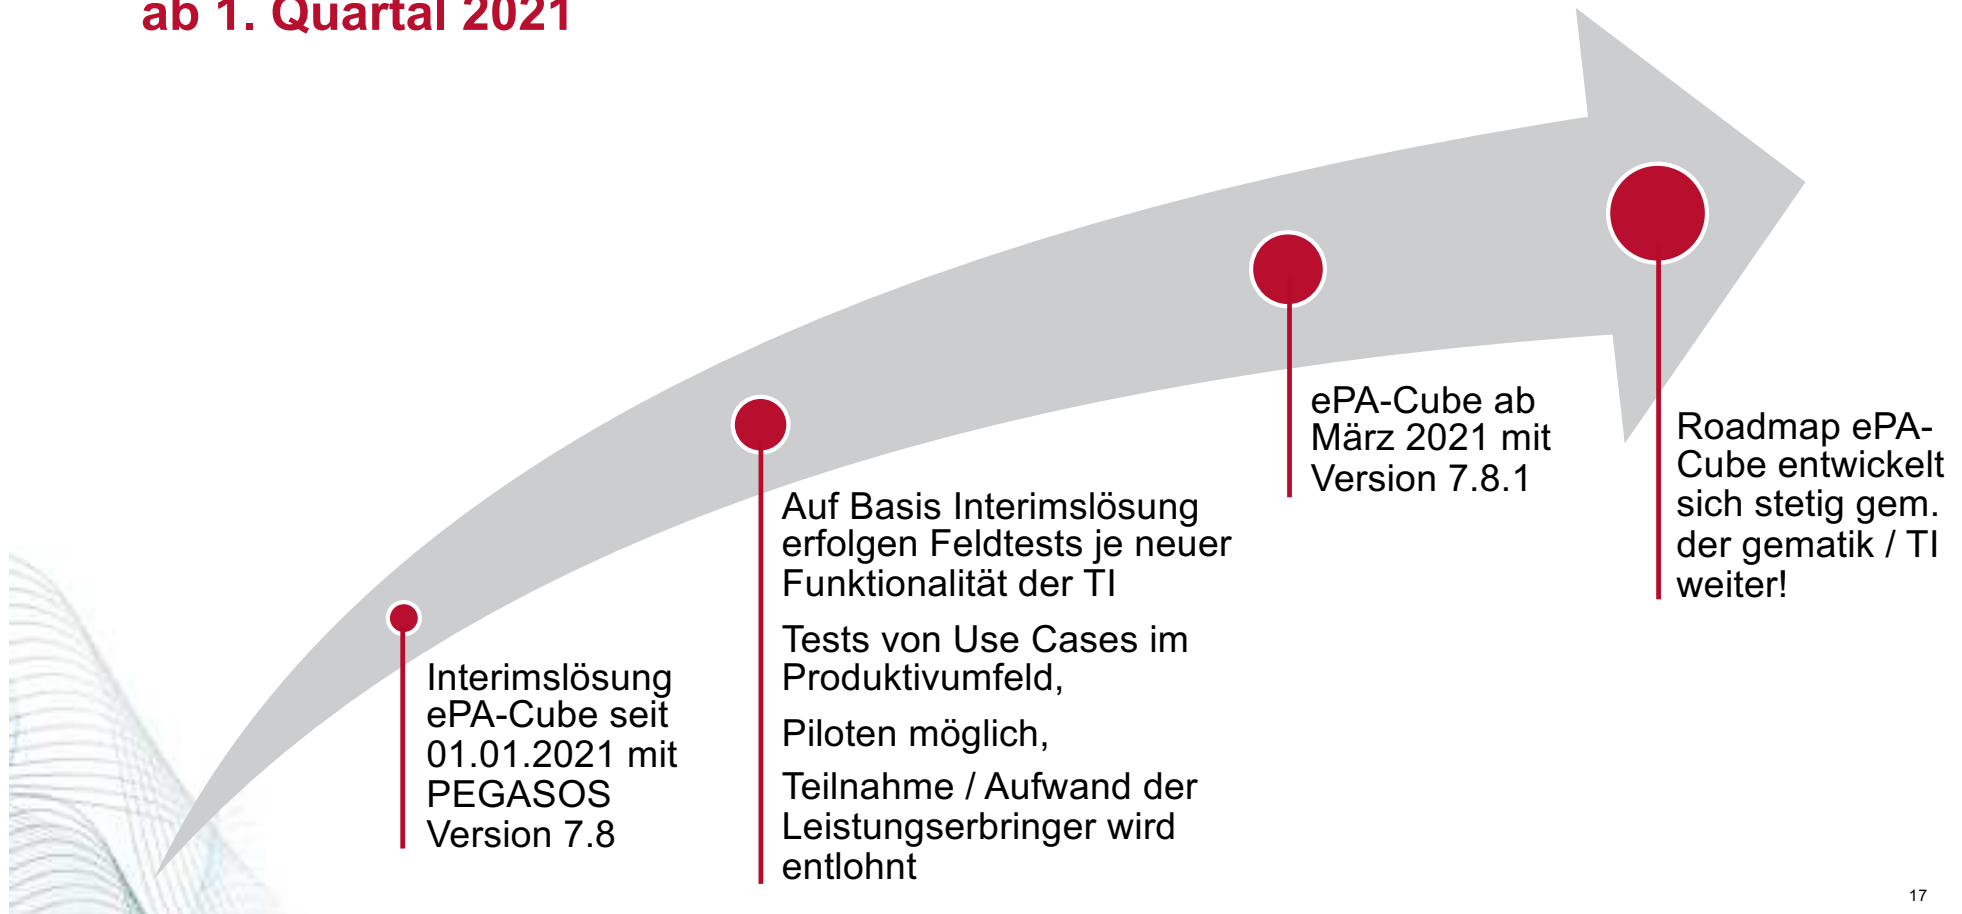 ab 1. Quartal 2021
Interimslösung
ePA-Cube seit
01.01.2021 mit
PEGASOS
Version 7.8
Auf Basis Interimslösung
erfolgen Feldtests je neuer
Funktionalität der TI
Tests von Use Cases im
Produktivumfeld,
Piloten möglich,
Teilnahme / Aufwand der
Leistungserbringer wird
entlohnt
ePA-Cube ab
März 2021 mit
Version 7.8.1
Roadmap ePA-
Cube entwickelt
sich stetig gem.
der gematik / TI
weiter!
17